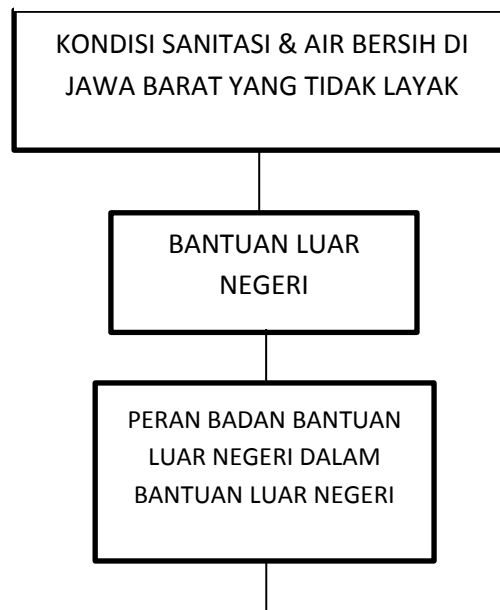 KONDISI SANITASI & AIR BERSIH DI
JAWA BARAT YANG TIDAK LAYAK
BANTUAN LUAR
NEGERI
PERAN BADAN BANTUAN
LUAR NEGERI DALAM
BANTUAN LUAR NEGERI